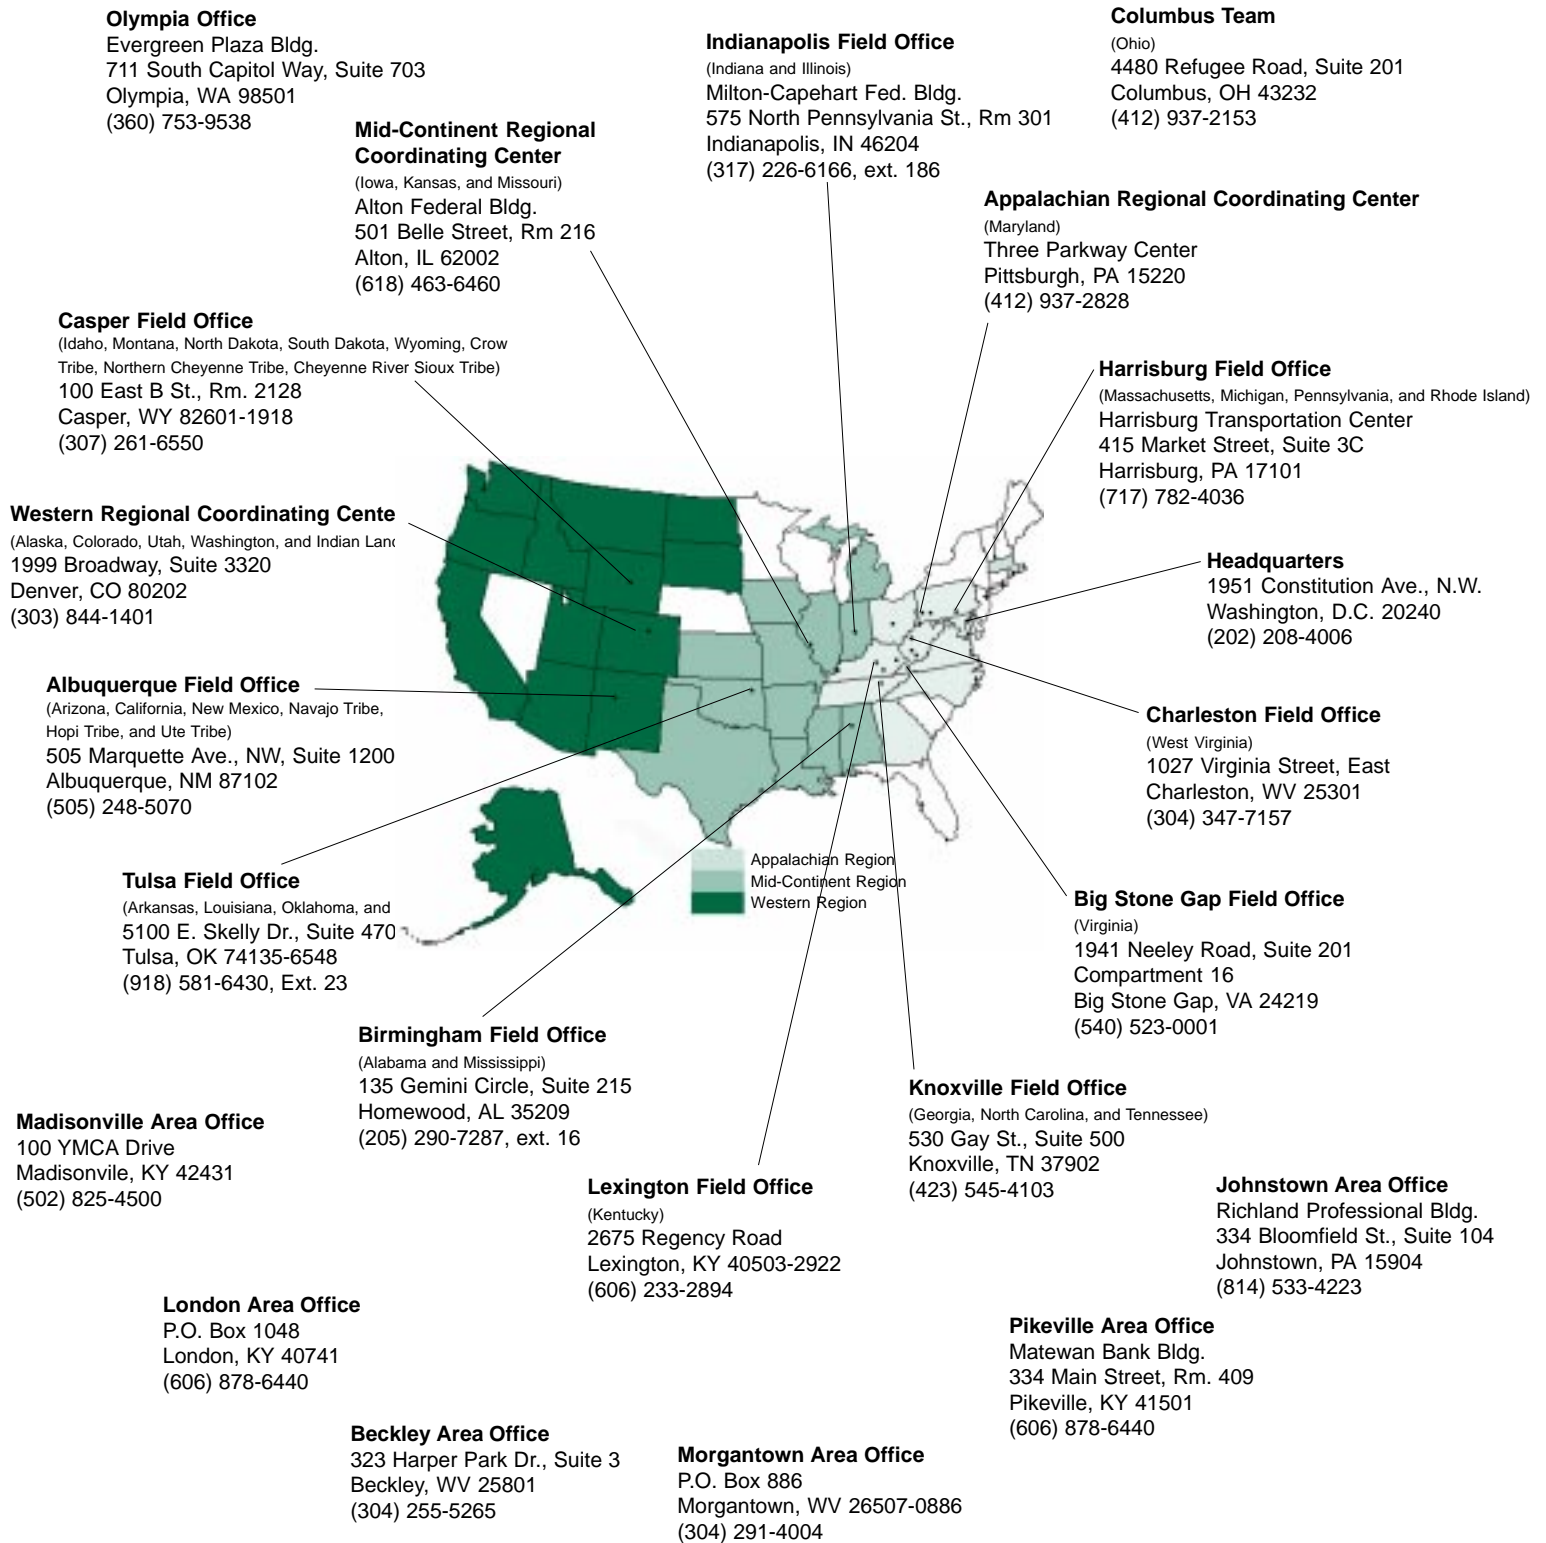 Olympia Office
Evergreen Plaza Bldg.
711 South Capitol Way, Suite 703
Olympia, WA 98501
(360) 753-9538
Mid-Continent Regional
Coordinating Center
(Iowa, Kansas, and Missouri)
Alton Federal Bldg.
501 Belle Street, Rm 216
Alton, IL 62002
(618) 463-6460
Indianapolis Field Office
(Indiana and Illinois)
Milton-Capehart Fed. Bldg.
575 North Pennsylvania St., Rm 301
Indianapolis, IN 46204
(317) 226-6166, ext. 186
Columbus Team
(Ohio)
4480 Refugee Road, Suite 201
Columbus, OH 43232
(412) 937-2153
Appalachian Regional Coordinating Center
(Maryland)
Three Parkway Center
Pittsburgh, PA 15220
(412) 937-2828
Casper Field Office
(Idaho, Montana, North Dakota, South Dakota, Wyoming, Crow
Tribe, Northern Cheyenne Tribe, Cheyenne River Sioux Tribe)
100 East B St., Rm. 2128
Casper, WY 82601-1918
(307) 261-6550
Harrisburg Field Office
(Massachusetts, Michigan, Pennsylvania, and Rhode Island)
Harrisburg Transportation Center
415 Market Street, Suite 3C
Harrisburg, PA 17101
(717) 782-4036
Western Regional Coordinating Cente
(Alaska, Colorado, Utah, Washington, and Indian Land
1999 Broadway, Suite 3320
Denver, CO 80202
(303) 844-1401
Headquarters
1951 Constitution Ave., N.W.
Washington, D.C. 20240
(202) 208-4006
Albuquerque Field Office
(Arizona, California, New Mexico, Navajo Tribe,
Hopi Tribe, and Ute Tribe)
505 Marquette Ave., NW, Suite 1200
Albuquerque, NM 87102
(505) 248-5070
Charleston Field Office
(West Virginia)
1027 Virginia Street, East
Charleston, WV 25301
(304) 347-7157
Appalachian Region
Mid-Continent Region
Western Region
Tulsa Field Office
(Arkansas, Louisiana, Oklahoma, and
5100 E. Skelly Dr., Suite 470
Tulsa, OK 74135-6548
(918) 581-6430, Ext. 23
Big Stone Gap Field Office
(Virginia)
1941 Neeley Road, Suite 201
Compartment 16
Big Stone Gap, VA 24219
(540) 523-0001
Birmingham Field Office
(Alabama and Mississippi)
135 Gemini Circle, Suite 215
Homewood, AL 35209
(205) 290-7287, ext. 16
Knoxville Field Office
(Georgia, North Carolina, and Tennessee)
530 Gay St., Suite 500
Knoxville, TN 37902
(423) 545-4103
Madisonville Area Office
100 YMCA Drive
Madisonvile, KY 42431
(502) 825-4500
Lexington Field Office
(Kentucky)
2675 Regency Road
Lexington, KY 40503-2922
(606) 233-2894
Johnstown Area Office
Richland Professional Bldg.
334 Bloomfield St., Suite 104
Johnstown, PA 15904
(814) 533-4223
London Area Office
P.O. Box 1048
London, KY 40741
(606) 878-6440
Pikeville Area Office
Matewan Bank Bldg.
334 Main Street, Rm. 409
Pikeville, KY 41501
(606) 878-6440
Beckley Area Office
323 Harper Park Dr., Suite 3
Beckley, WV 25801
(304) 255-5265
Morgantown Area Office
P.O. Box 886
Morgantown, WV 26507-0886
(304) 291-4004